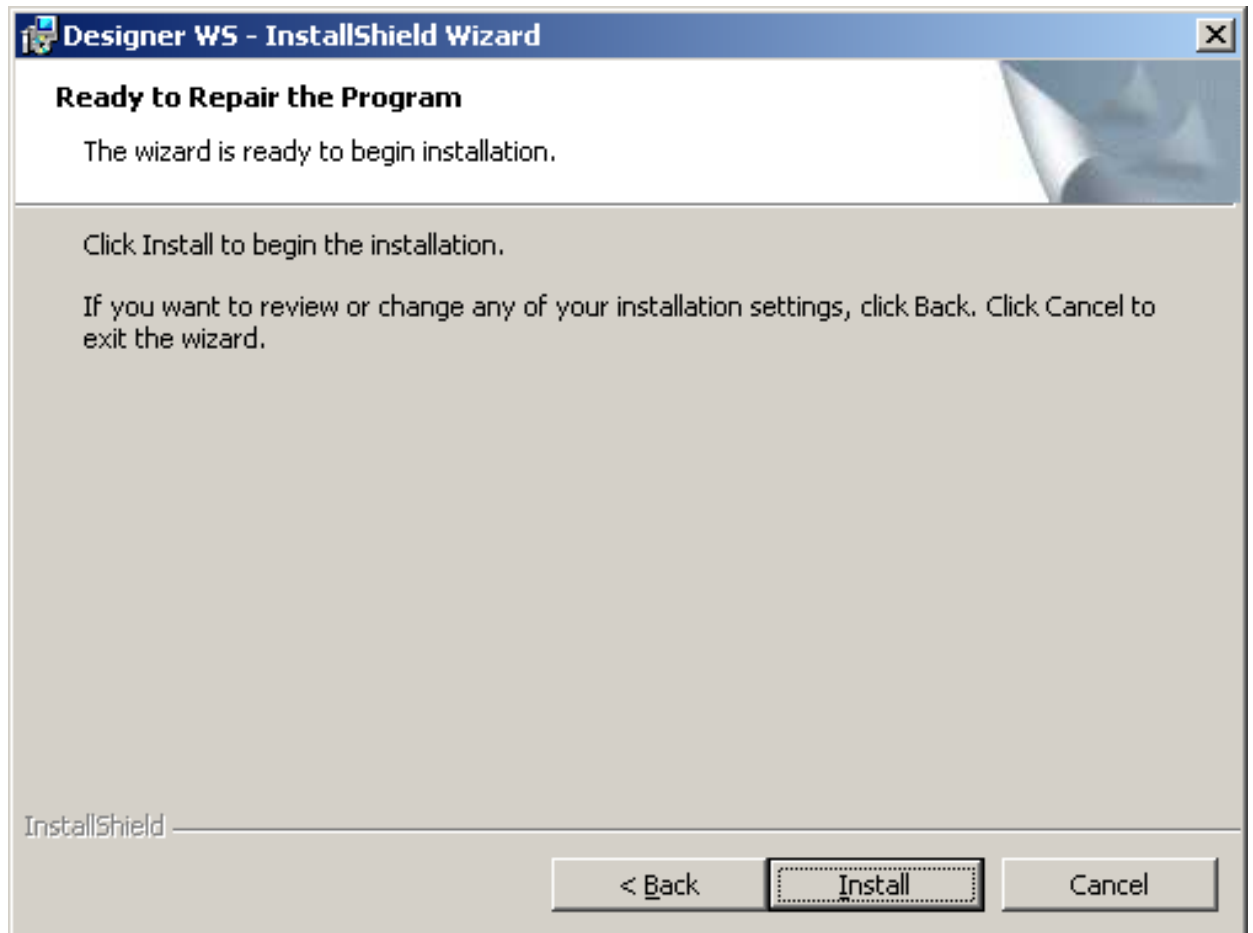 Designer WS - InstallShield Wizard
Ready to Repair the Program
The wizard is ready to begin installation.
Click Install to begin the installation.
If you want to review or change any of your installation settings, click Back. Click Cancel to
exit the wizard.
InstallShield
< Back Install Cancel